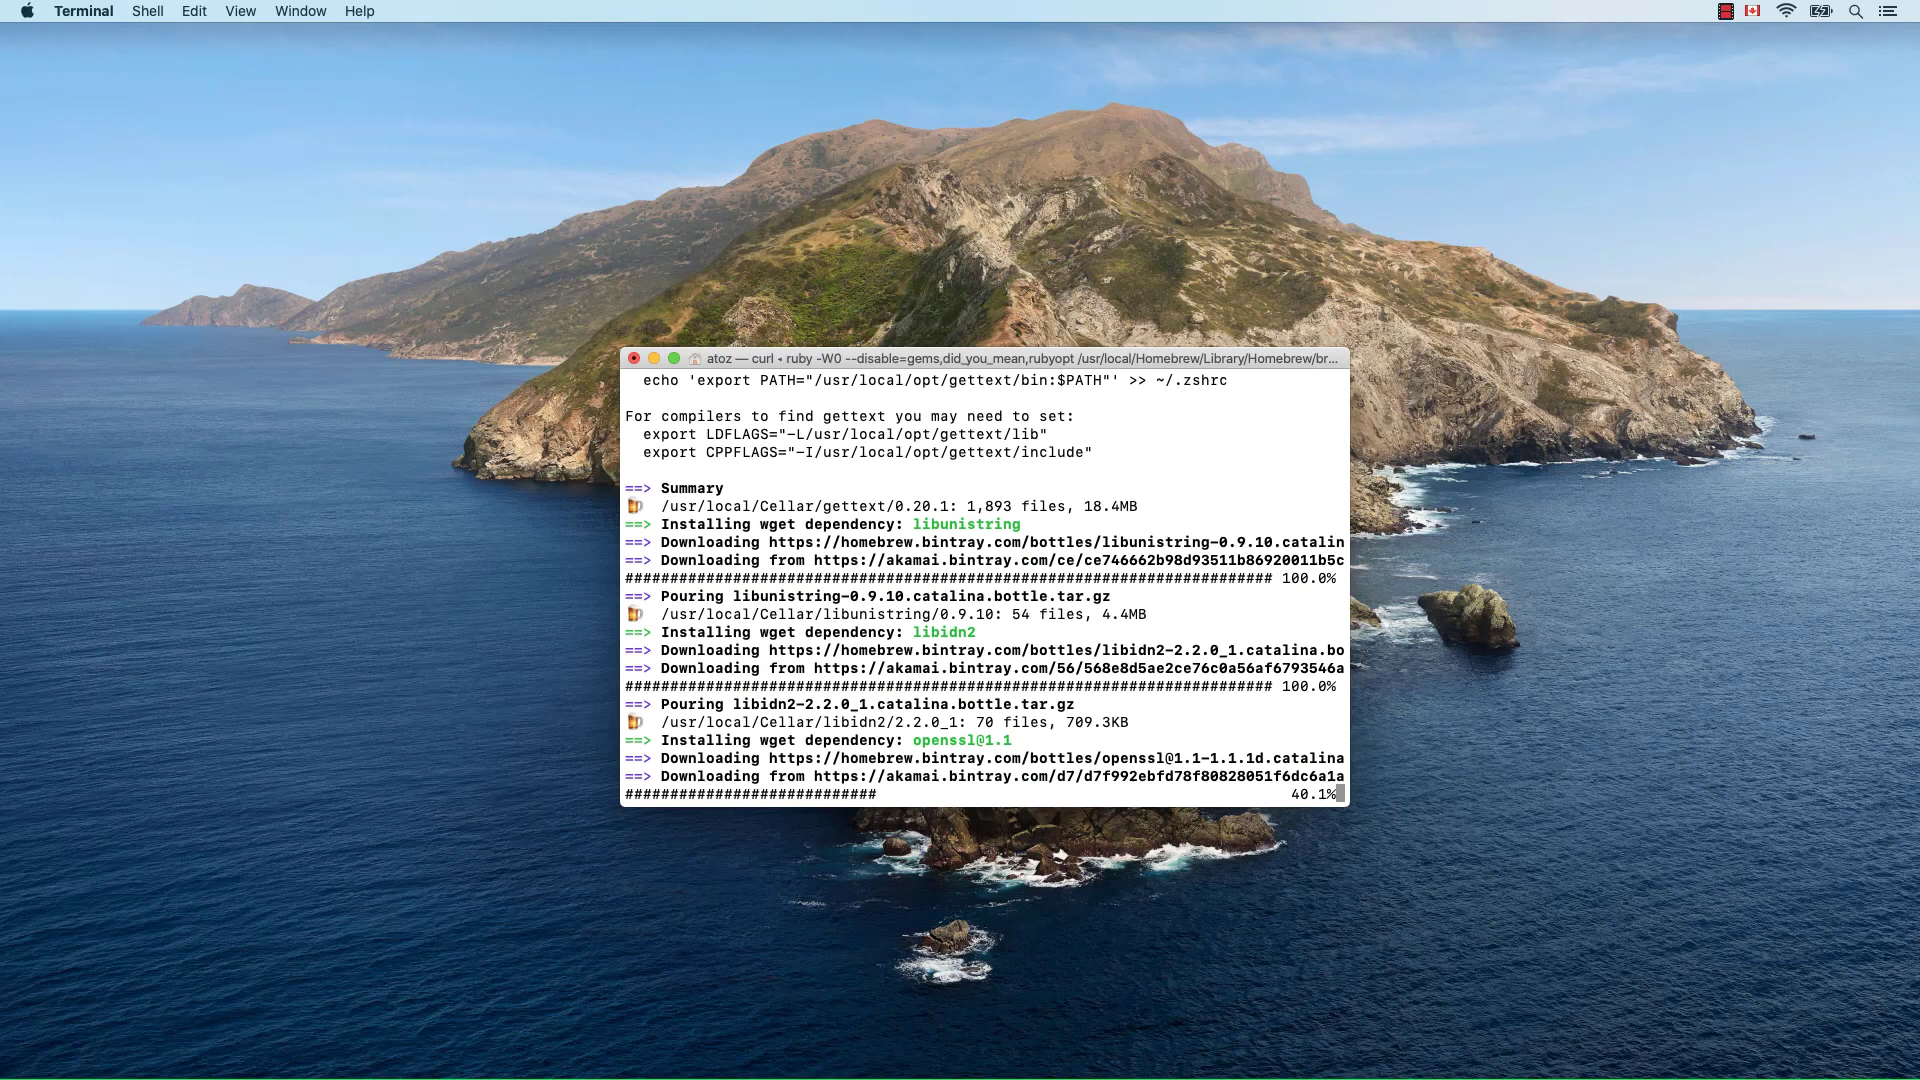 Terminal Shell Edit View Window Help
atoz — curl ◂ ruby -W0 --disable=gems,did_you_mean,rubyopt /usr/local/Homebrew/Library/Homebrew/br...
echo 'export PATH="/usr/local/opt/gettext/bin:$PATH"' >> ~/.zshrc
For compilers to find gettext you may need to set:
export LDFLAGS="-L/usr/local/opt/gettext/lib"
export CPPFLAGS="-I/usr/local/opt/gettext/include"
==> Summary
/usr/local/Cellar/gettext/0.20.1: 1,893 files, 18.4MB
==> Installing wget dependency: libunistring
==> Downloading https://homebrew.bintray.com/bottles/libunistring-0.9.10.catalin
==> Downloading from https://akamai.bintray.com/ce/ce746662b98d93511b86920011b5c
######################################################################## 100.0%
==> Pouring libunistring-0.9.10.catalina.bottle.tar.gz
/usr/local/Cellar/libunistring/0.9.10: 54 files, 4.4MB
==> Installing wget dependency: libidn2
==> Downloading https://homebrew.bintray.com/bottles/libidn2-2.2.0_1.catalina.bo
==> Downloading from https://akamai.bintray.com/56/568e8d5ae2ce76c0a56af6793546a
######################################################################## 100.0%
==> Pouring libidn2-2.2.0_1.catalina.bottle.tar.gz
/usr/local/Cellar/libidn2/2.2.0_1: 70 files, 709.3KB
==> Installing wget dependency: openssl@1.1
==> Downloading https://homebrew.bintray.com/bottles/openssl@1.1-1.1.1d.catalina
==> Downloading from https://akamai.bintray.com/d7/d7f992ebfd78f80828051f6dc6a1a
############################ 40.1%